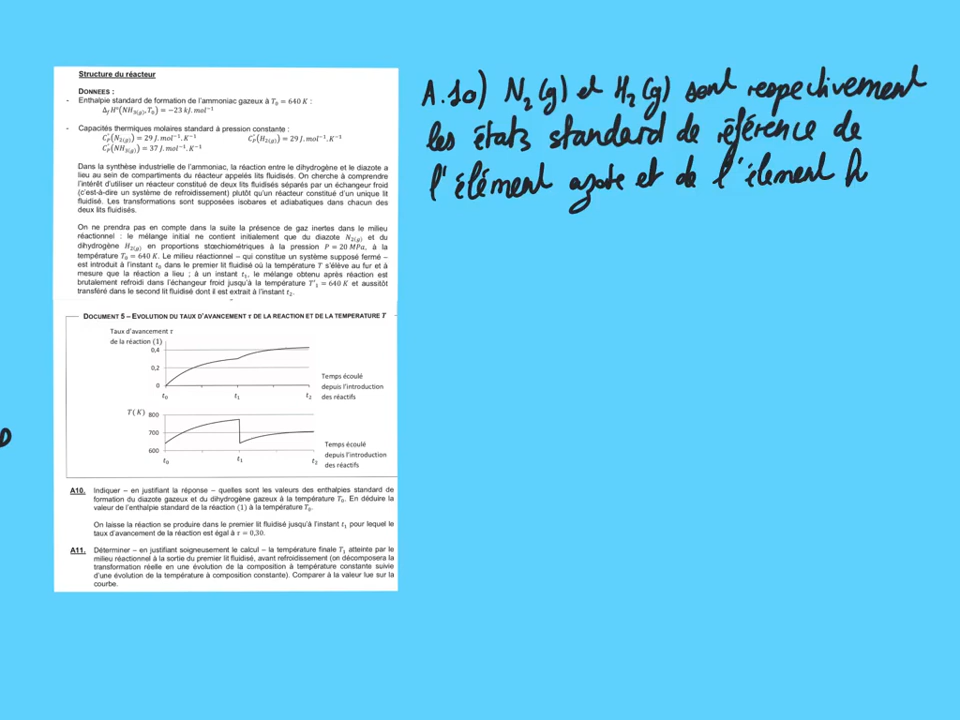 Structure du réacteur
DONNEES :
- Enthalpie standard de formation de l'ammoniac gazeux à T₀ = 640 K :
Δ_f H°(NH₃(g), T₀) = −23 kJ.mol⁻¹
- Capacités thermiques molaires standard à pression constante :
C_P°(N₂(g)) = 29 J.mol⁻¹.K⁻¹ C_P°(H₂(g)) = 29 J.mol⁻¹.K⁻¹
C_P°(NH₃(g)) = 37 J.mol⁻¹.K⁻¹
Dans la synthèse industrielle de l'ammoniac, la réaction entre le dihydrogène et le diazote a
lieu au sein de compartiments du réacteur appelés lits fluidisés. On cherche à comprendre
l'intérêt d'utiliser un réacteur constitué de deux lits fluidisés séparés par un échangeur froid
(c'est-à-dire un système de refroidissement) plutôt qu'un réacteur constitué d'un unique lit
fluidisé. Les transformations sont supposées isobares et adiabatiques dans chacun des
deux lits fluidisés.
On ne prendra pas en compte dans la suite la présence de gaz inertes dans le milieu
réactionnel : le mélange initial ne contient initialement que du diazote N₂(g) et du
dihydrogène H₂(g) en proportions stœchiométriques à la pression P = 20 MPa, à la
température T₀ = 640 K. Le milieu réactionnel – qui constitue un système supposé fermé –
est introduit à l'instant t₀ dans le premier lit fluidisé où la température T s'élève au fur et à
mesure que la réaction a lieu ; à un instant t₁, le mélange obtenu après réaction est
brutalement refroidi dans l'échangeur froid jusqu'à la température T'₁ = 640 K et aussitôt
transféré dans le second lit fluidisé dont il est extrait à l'instant t₂.
DOCUMENT 5 – EVOLUTION DU TAUX D'AVANCEMENT τ DE LA REACTION ET DE LA TEMPERATURE T
Taux d'avancement τ
de la réaction (1)
0,4
0,2
0
t₀ t₁ t₂
Temps écoulé
depuis l'introduction
des réactifs
T(K) 800
700
600
t₀ t₁ t₂
Temps écoulé
depuis l'introduction
des réactifs
A10. Indiquer – en justifiant la réponse – quelles sont les valeurs des enthalpies standard de
formation du diazote gazeux et du dihydrogène gazeux à la température T₀. En déduire la
valeur de l'enthalpie standard de la réaction (1) à la température T₀.
On laisse la réaction se produire dans le premier lit fluidisé jusqu'à l'instant t₁ pour lequel le
taux d'avancement de la réaction est égal à τ = 0,30.
A11. Déterminer – en justifiant soigneusement le calcul – la température finale T₁ atteinte par le
milieu réactionnel à la sortie du premier lit fluidisé, avant refroidissement (on décomposera la
transformation réelle en une évolution de la composition à température constante suivie
d'une évolution de la température à composition constante). Comparer à la valeur lue sur la
courbe.
A.10) N₂(g) et H₂(g) sont respectivement
les états standard de référence de
l'élément azote et de l'élement h